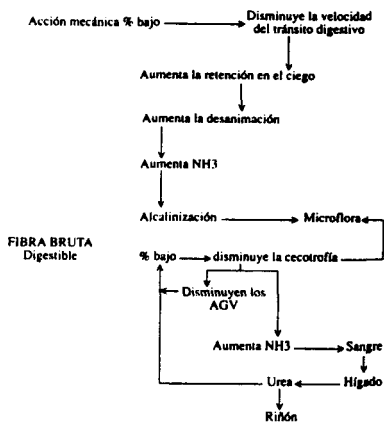 Acción mecánica % bajo
Disminuye la velocidad
del tránsito digestivo
Aumenta la retención en el ciego
Aumenta la desanimación
Aumenta NH3
Alcalinización
Microflora
FIBRA BRUTA
Digestible
% bajo
disminuye la cecotrofía
Disminuyen los
AGV
Aumenta NH3
Sangre
Urea
Hígado
Riñón